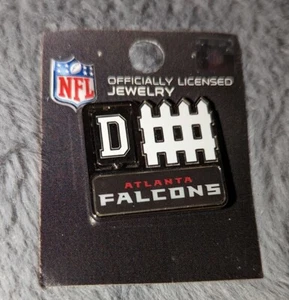 NFL
OFFICIALLY LICENSED
JEWELRY
D
ATLANTA
FALCONS